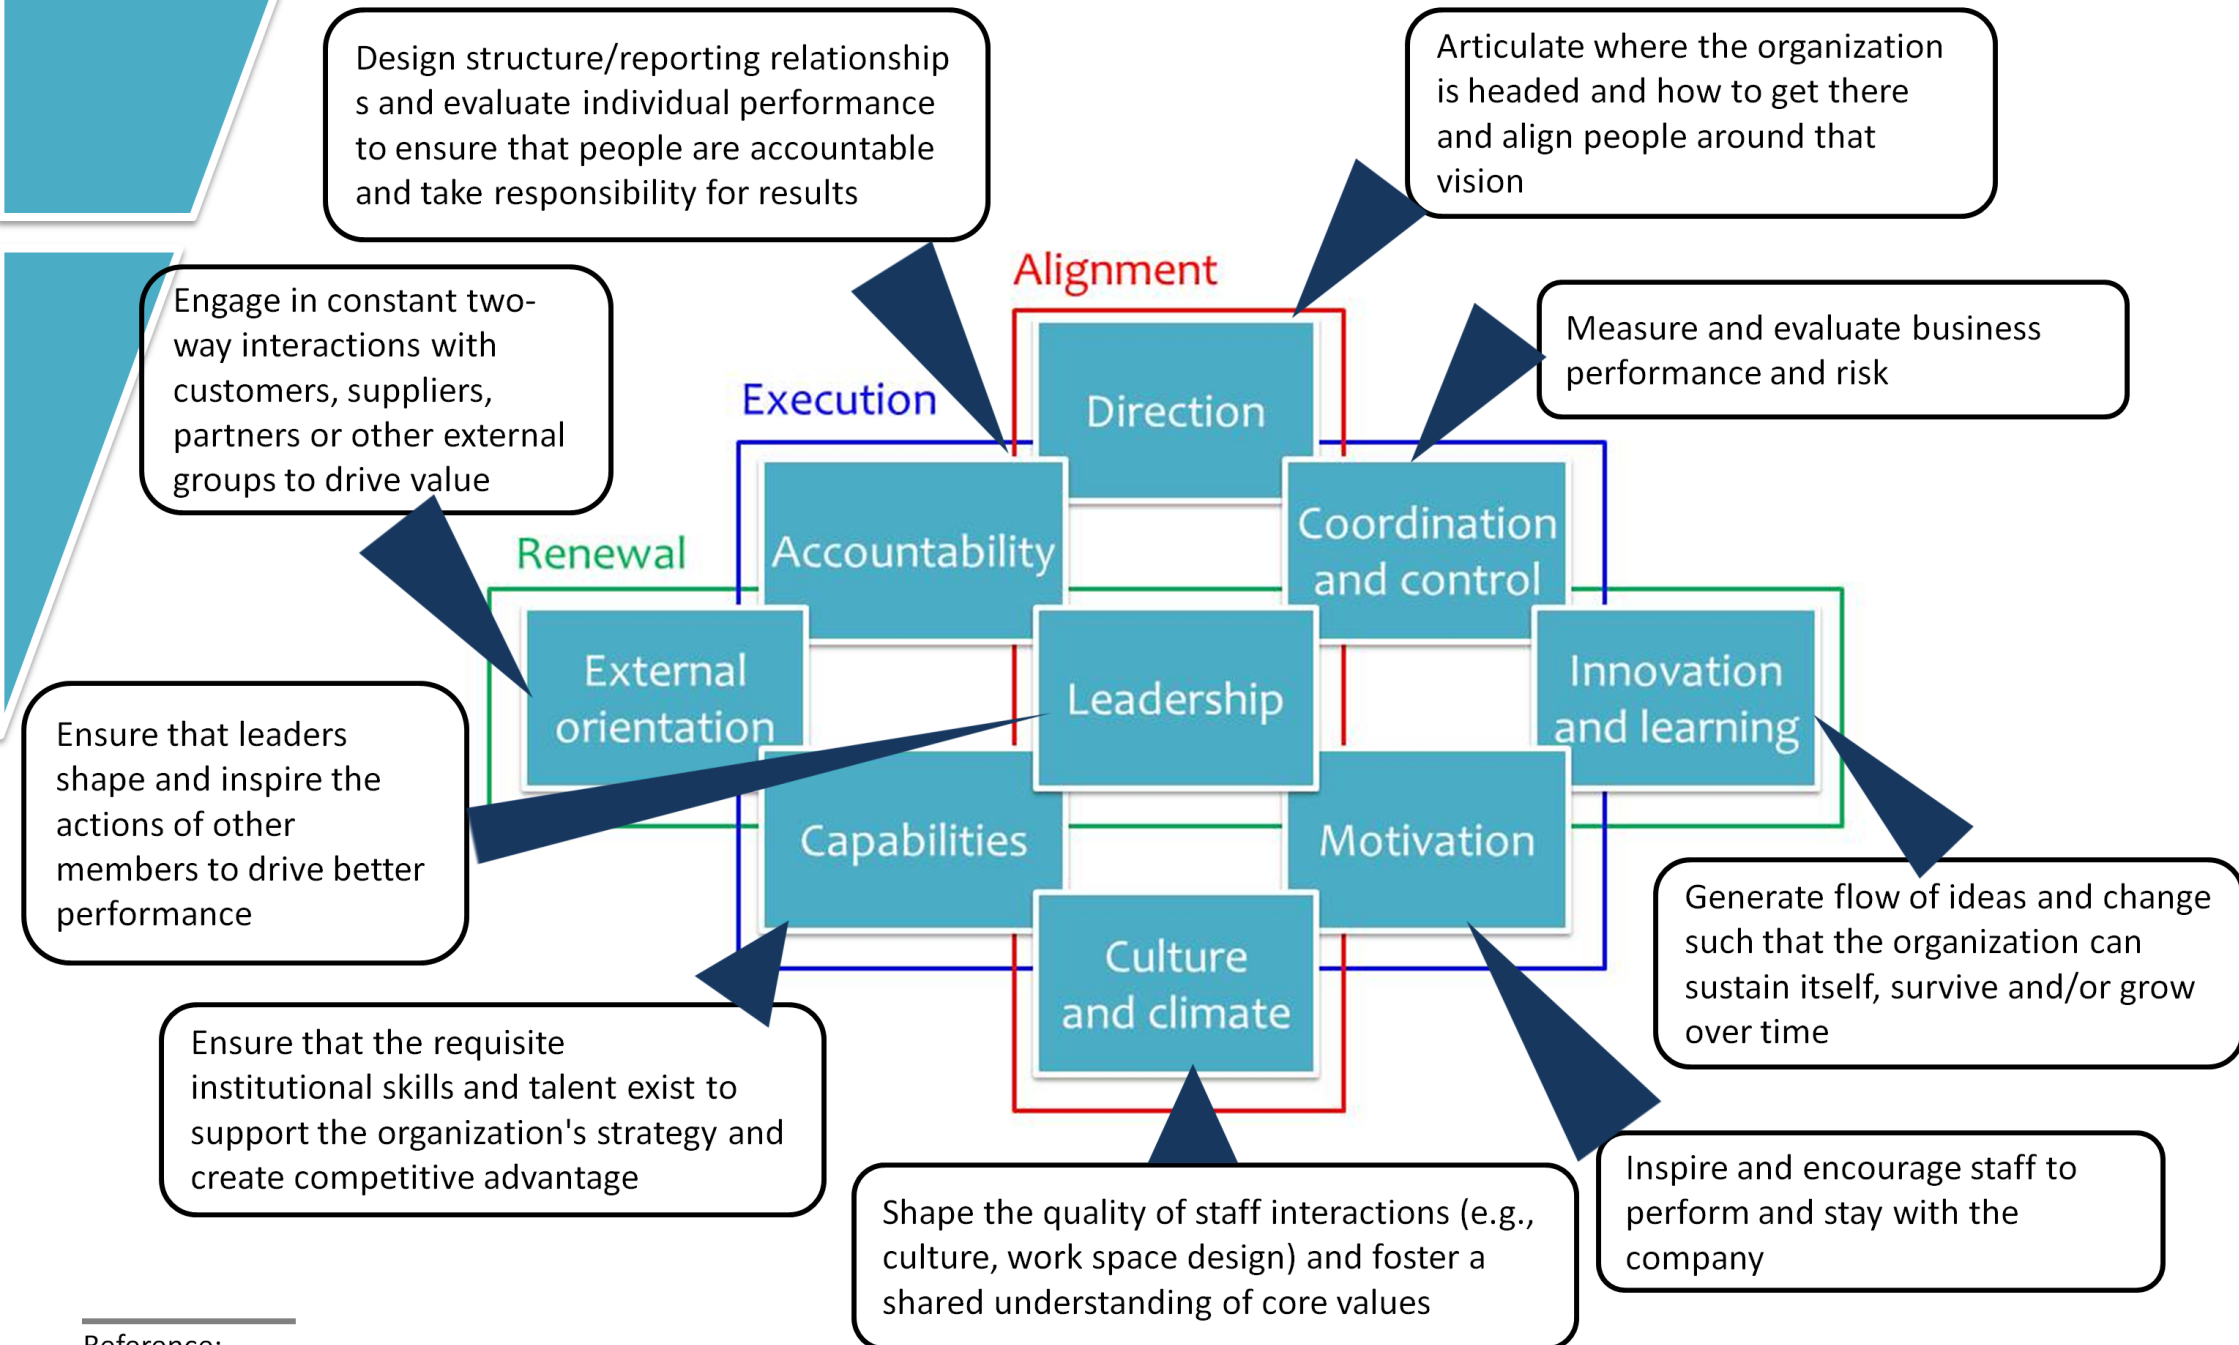 Design structure/reporting relationship
s and evaluate individual performance
to ensure that people are accountable
and take responsibility for results
Articulate where the organization
is headed and how to get there
and align people around that
vision
Engage in constant two-
way interactions with
customers, suppliers,
partners or other external
groups to drive value
Alignment
Measure and evaluate business
performance and risk
Execution
Direction
Renewal
Accountability
Coordination
and control
External
orientation
Leadership
Innovation
and learning
Ensure that leaders
shape and inspire the
actions of other
members to drive better
performance
Capabilities
Motivation
Culture
and climate
Generate flow of ideas and change
such that the organization can
sustain itself, survive and/or grow
over time
Ensure that the requisite
institutional skills and talent exist to
support the organization's strategy and
create competitive advantage
Shape the quality of staff interactions (e.g.,
culture, work space design) and foster a
shared understanding of core values
Inspire and encourage staff to
perform and stay with the
company
Reference: